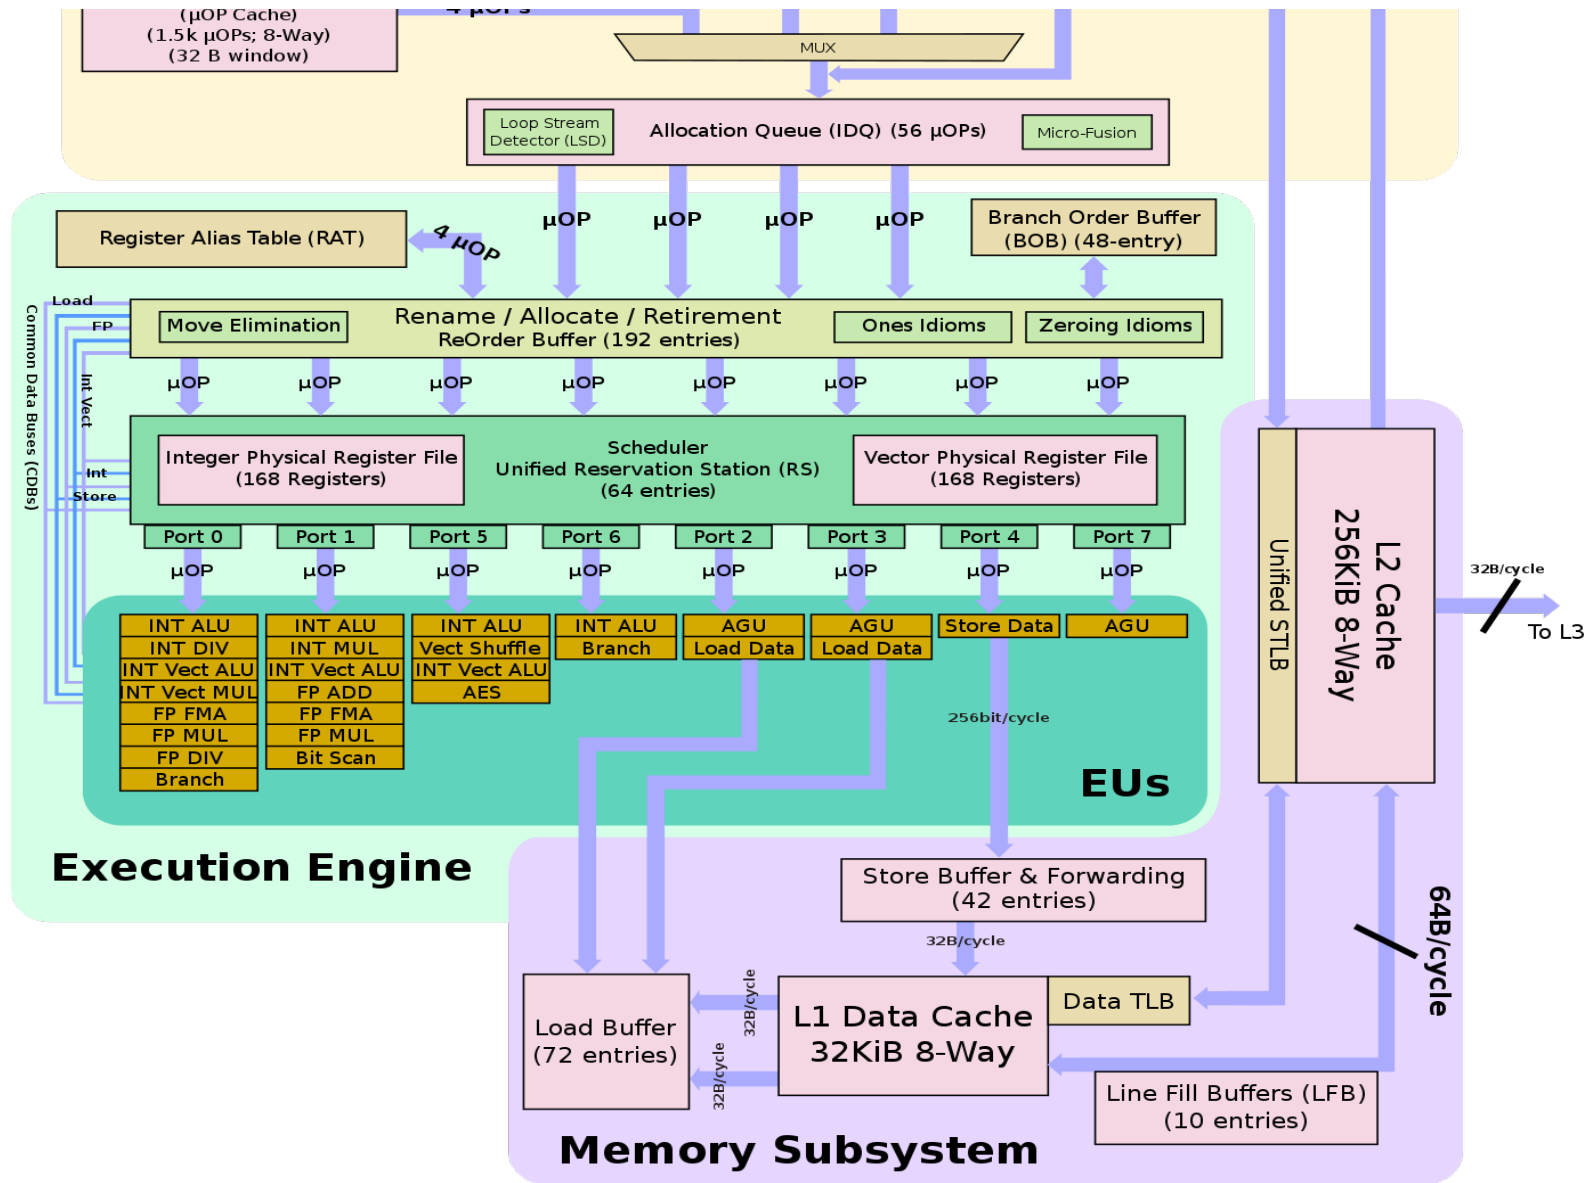 (μOP Cache)
(1.5k μOPs; 8-Way)
(32 B window)
4 μOPs
MUX
Loop Stream
Detector (LSD)
Allocation Queue (IDQ) (56 μOPs)
Micro-Fusion
μOP
μOP
μOP
μOP
Register Alias Table (RAT)
4 μOP
Branch Order Buffer
(BOB) (48-entry)
Common Data Buses (CDBs)
Load
FP
Int Vect
Int
Store
Move Elimination
Rename / Allocate / Retirement
ReOrder Buffer (192 entries)
Ones Idioms
Zeroing Idioms
μOP
μOP
μOP
μOP
μOP
μOP
μOP
μOP
Integer Physical Register File
(168 Registers)
Scheduler
Unified Reservation Station (RS)
(64 entries)
Vector Physical Register File
(168 Registers)
Port 0
Port 1
Port 5
Port 6
Port 2
Port 3
Port 4
Port 7
μOP
μOP
μOP
μOP
μOP
μOP
μOP
μOP
INT ALU
INT DIV
INT Vect ALU
INT Vect MUL
FP FMA
FP MUL
FP DIV
Branch
INT ALU
INT MUL
INT Vect ALU
FP ADD
FP FMA
FP MUL
Bit Scan
INT ALU
Vect Shuffle
INT Vect ALU
AES
INT ALU
Branch
AGU
Load Data
AGU
Load Data
Store Data
AGU
256bit/cycle
EUs
Execution Engine
Unified STLB
L2 Cache
256KiB 8-Way
32B/cycle
To L3
64B/cycle
Store Buffer & Forwarding
(42 entries)
32B/cycle
Load Buffer
(72 entries)
32B/cycle
32B/cycle
L1 Data Cache
32KiB 8-Way
Data TLB
Line Fill Buffers (LFB)
(10 entries)
Memory Subsystem